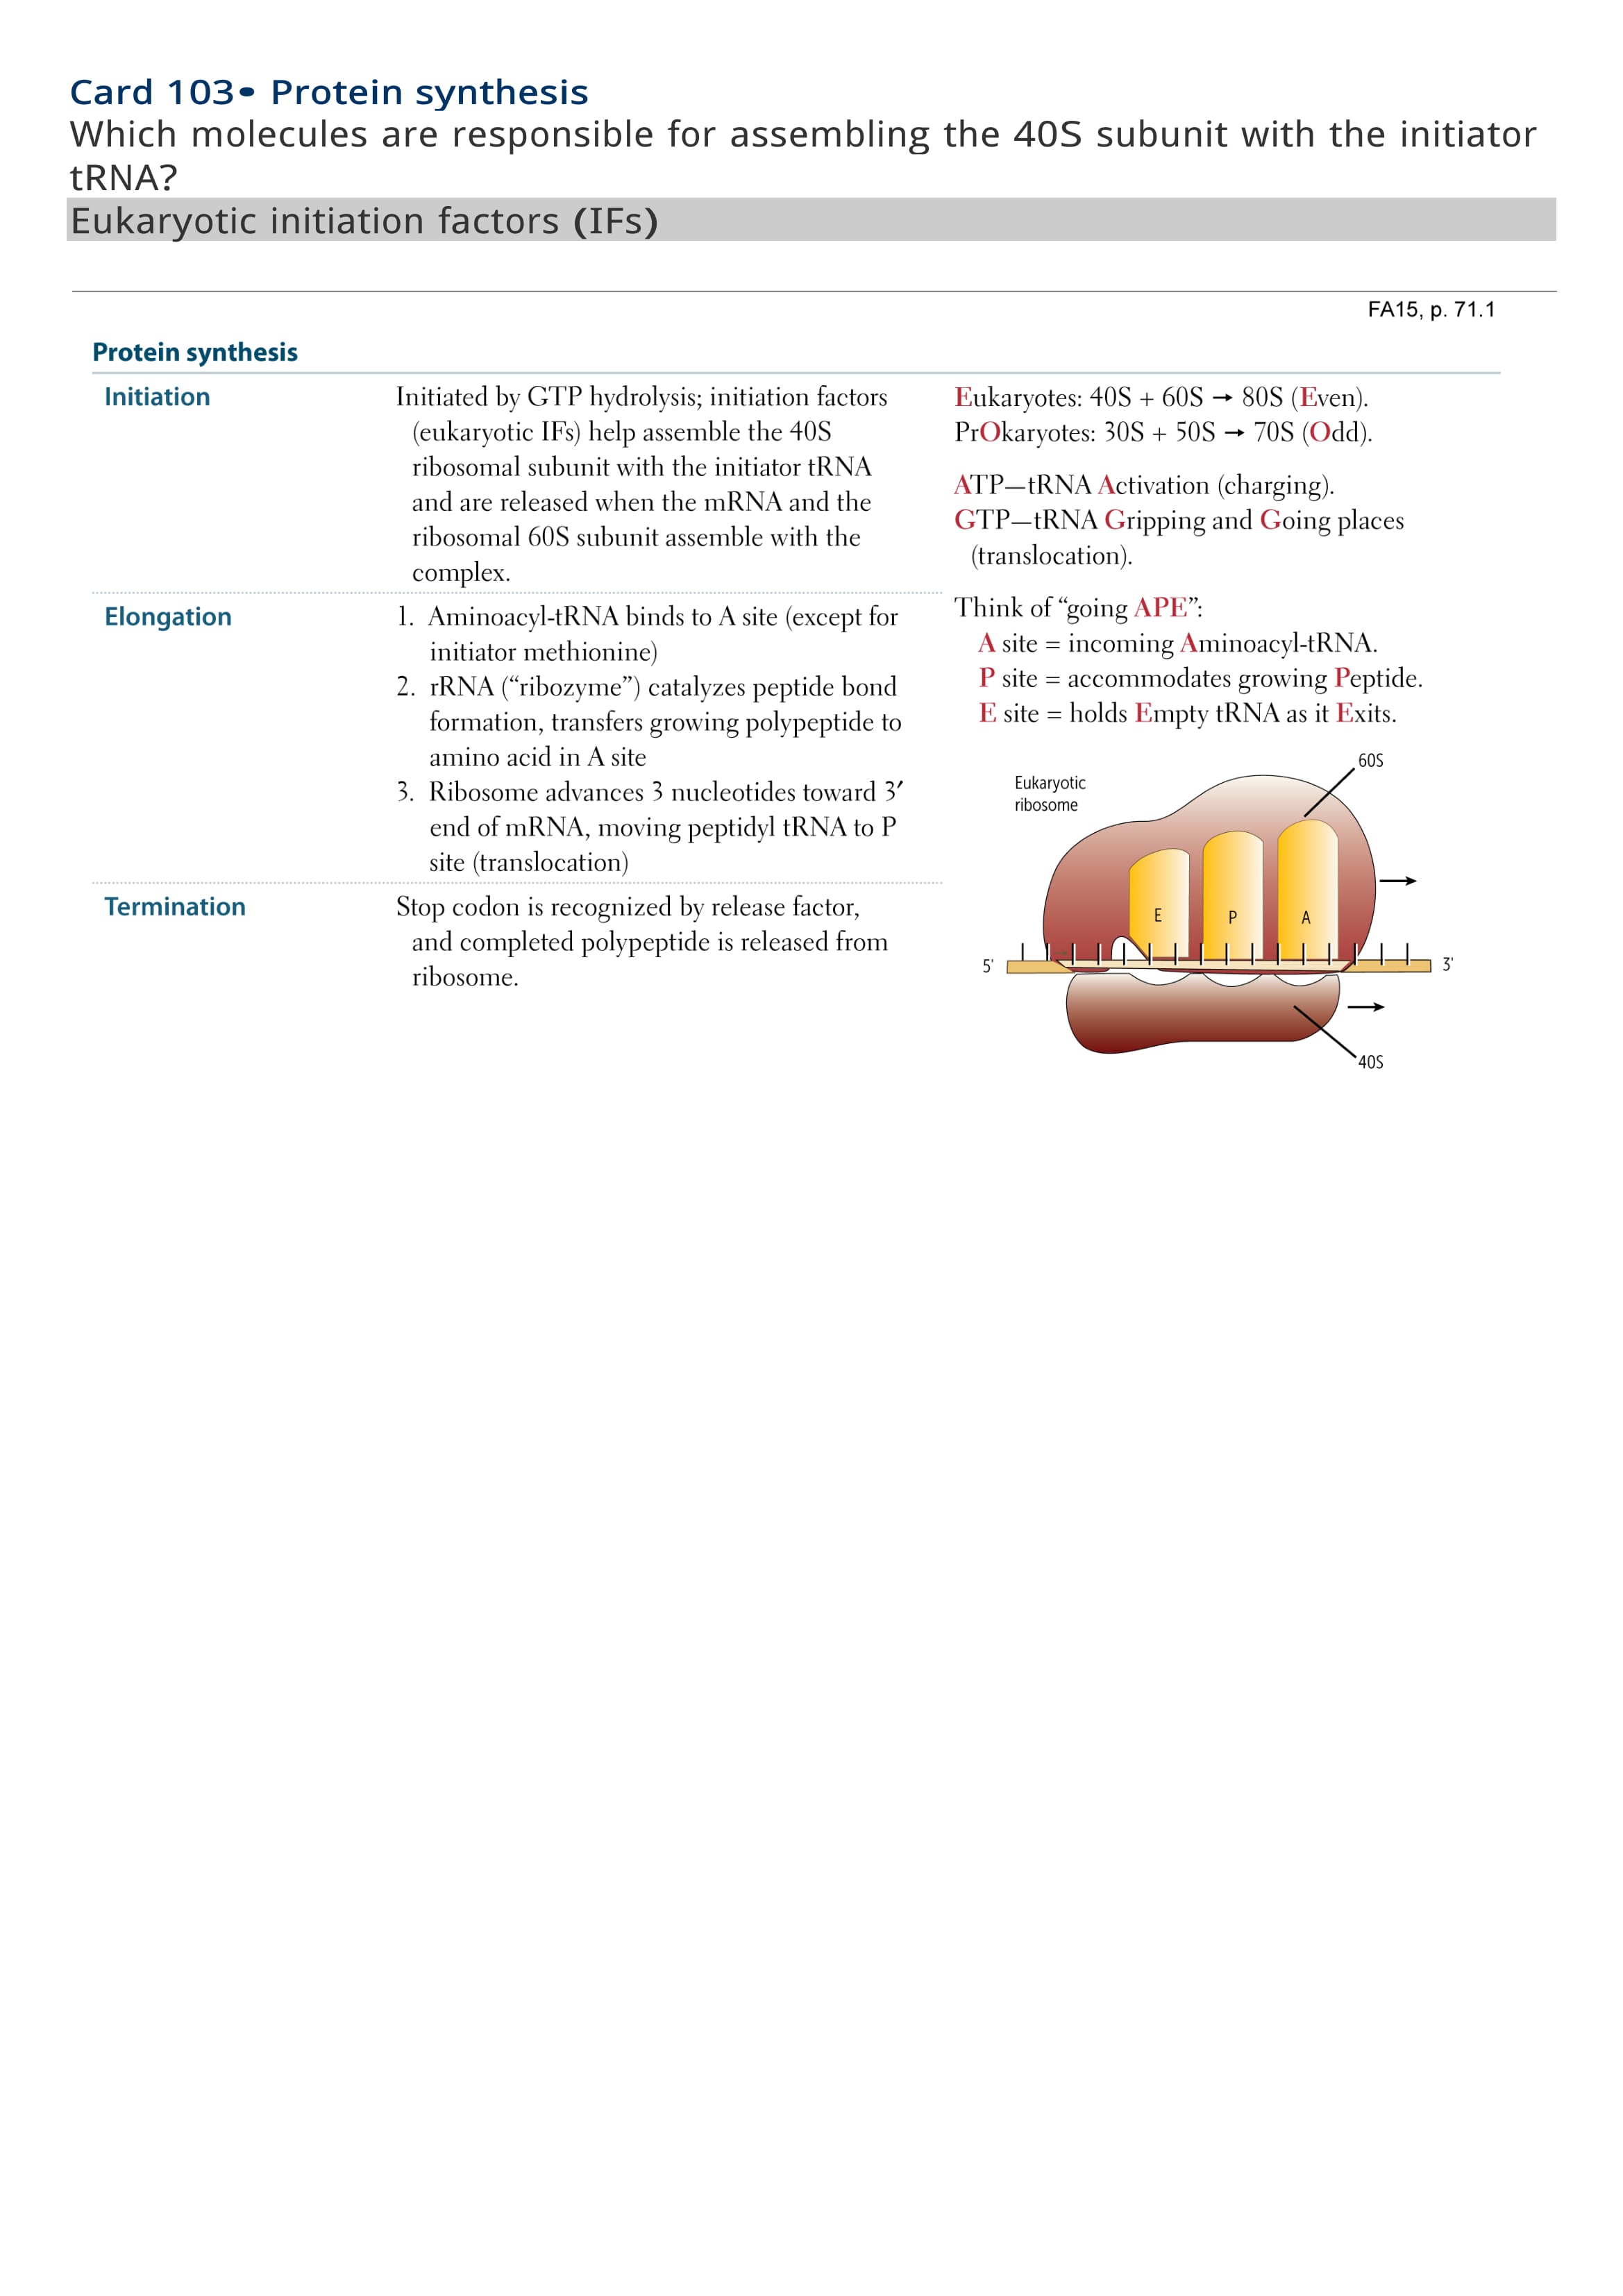 Card 103• Protein synthesis
Which molecules are responsible for assembling the 40S subunit with the initiator
tRNA?
Eukaryotic initiation factors (IFs)
FA15, p. 71.1
Protein synthesis
Initiation
Initiated by GTP hydrolysis; initiation factors
(eukaryotic IFs) help assemble the 40S
ribosomal subunit with the initiator tRNA
and are released when the mRNA and the
ribosomal 60S subunit assemble with the
complex.
Eukaryotes: 40S + 60S → 80S (Even).
PrOkaryotes: 30S + 50S → 70S (Odd).
ATP—tRNA Activation (charging).
GTP—tRNA Gripping and Going places
(translocation).
Elongation
1. Aminoacyl-tRNA binds to A site (except for
initiator methionine)
2. rRNA (“ribozyme”) catalyzes peptide bond
formation, transfers growing polypeptide to
amino acid in A site
3. Ribosome advances 3 nucleotides toward 3′
end of mRNA, moving peptidyl tRNA to P
site (translocation)
Think of “going APE”:
A site = incoming Aminoacyl-tRNA.
P site = accommodates growing Peptide.
E site = holds Empty tRNA as it Exits.
Termination
Stop codon is recognized by release factor,
and completed polypeptide is released from
ribosome.
60S
Eukaryotic
ribosome
E P A
5' 3'
40S